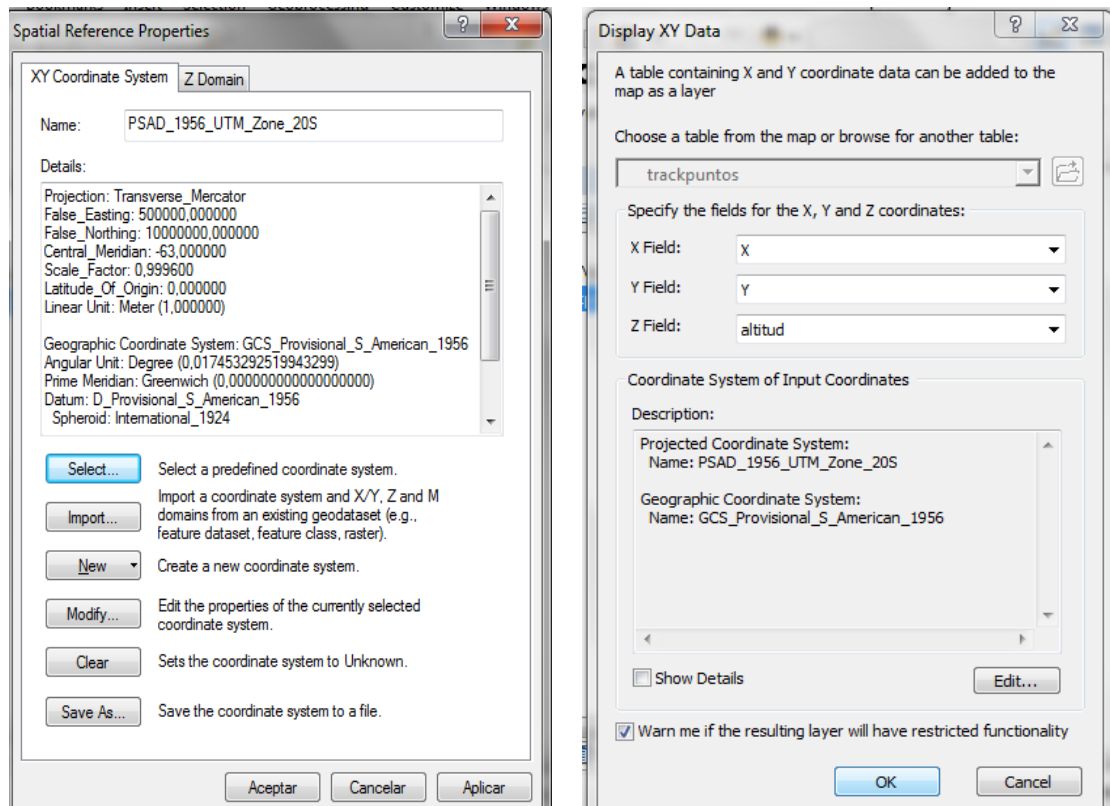 Bookmarks Insert Selection Geoprocessing Customize Windows
Spatial Reference Properties
XY Coordinate System
Z Domain
Name: PSAD_1956_UTM_Zone_20S
Details:
Projection: Transverse_Mercator
False_Easting: 500000,000000
False_Northing: 10000000,000000
Central_Meridian: -63,000000
Scale_Factor: 0,999600
Latitude_Of_Origin: 0,000000
Linear Unit: Meter (1,000000)
Geographic Coordinate System: GCS_Provisional_S_American_1956
Angular Unit: Degree (0,017453292519943299)
Prime Meridian: Greenwich (0,000000000000000000)
Datum: D_Provisional_S_American_1956
Spheroid: International_1924
Select... Select a predefined coordinate system.
Import... Import a coordinate system and X/Y, Z and M
domains from an existing geodataset (e.g.,
feature dataset, feature class, raster).
New Create a new coordinate system.
Modify... Edit the properties of the currently selected
coordinate system.
Clear Sets the coordinate system to Unknown.
Save As... Save the coordinate system to a file.
Aceptar Cancelar Aplicar
Display XY Data
A table containing X and Y coordinate data can be added to the
map as a layer
Choose a table from the map or browse for another table:
trackpuntos
Specify the fields for the X, Y and Z coordinates:
X Field: X
Y Field: Y
Z Field: altitud
Coordinate System of Input Coordinates
Description:
Projected Coordinate System:
Name: PSAD_1956_UTM_Zone_20S
Geographic Coordinate System:
Name: GCS_Provisional_S_American_1956
Show Details
Edit...
Warn me if the resulting layer will have restricted functionality
OK Cancel